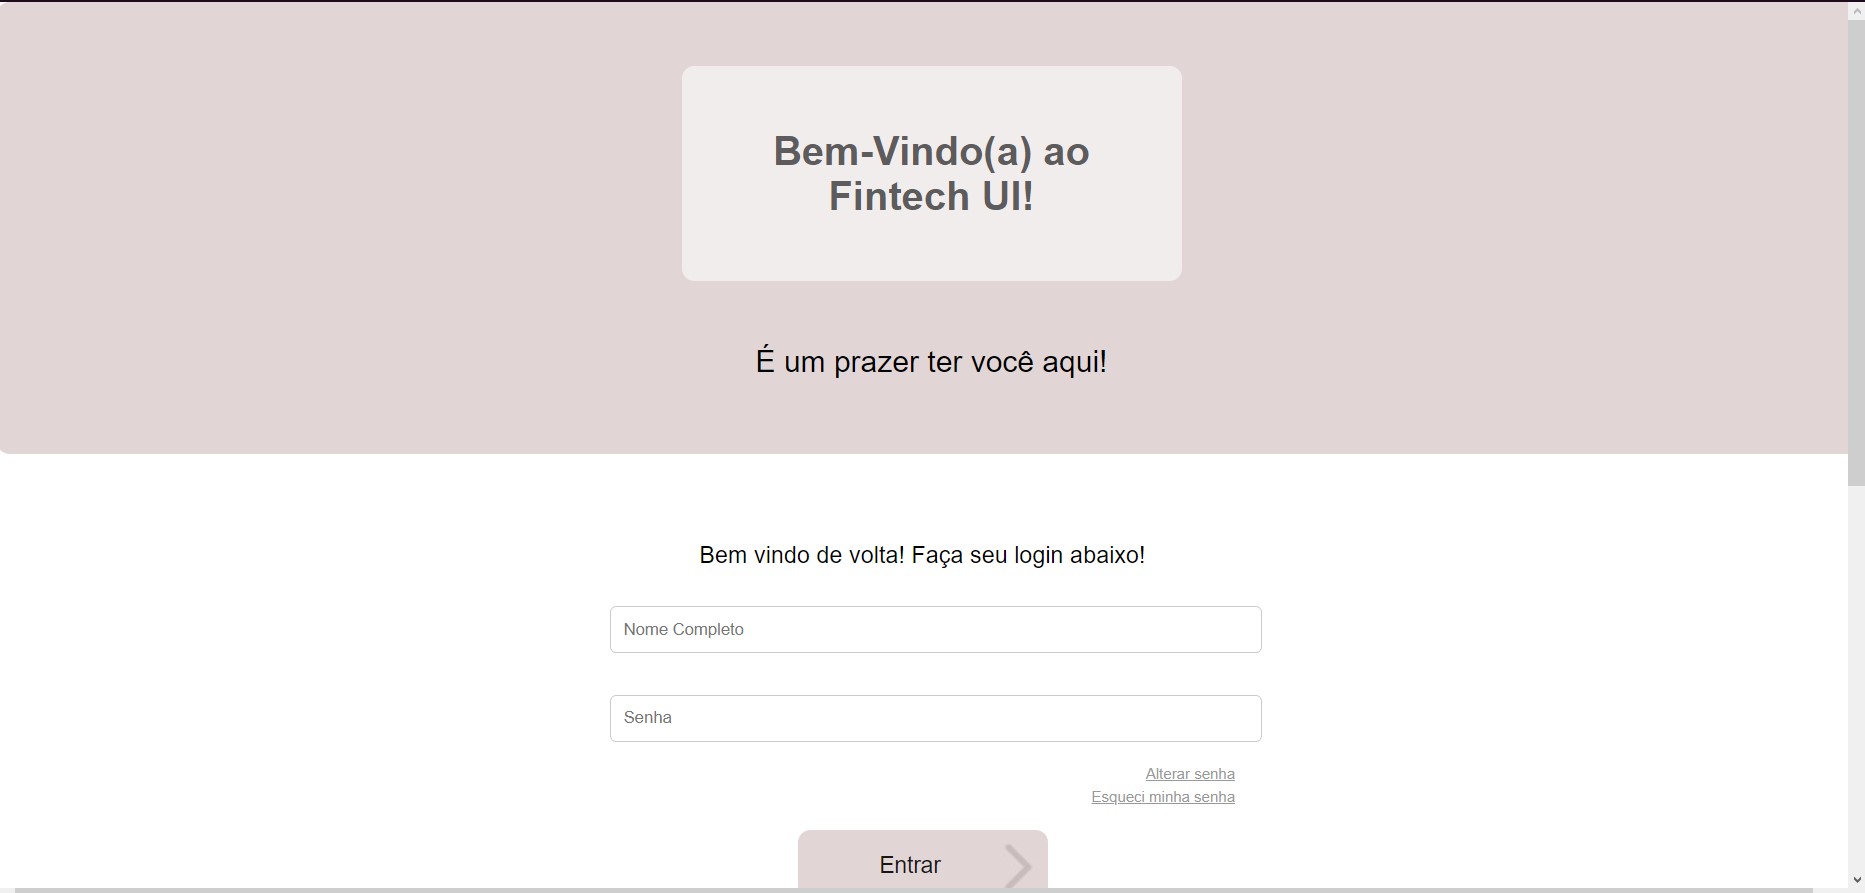 Bem-Vindo(a) ao
Fintech UI!
É um prazer ter você aqui!
Bem vindo de volta! Faça seu login abaixo!
Nome Completo
Senha
Alterar senha
Esqueci minha senha
Entrar